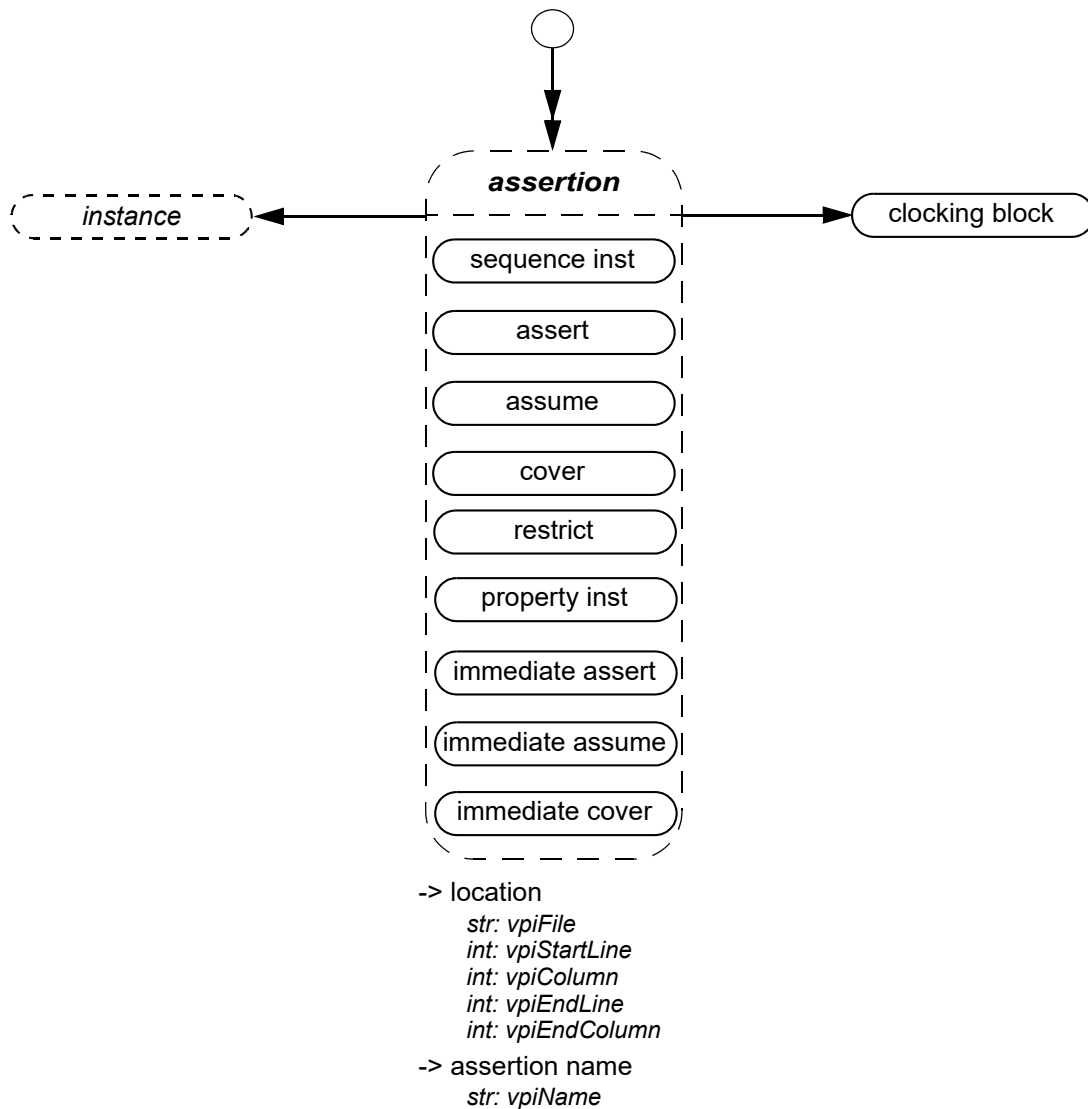 assertion
instance
clocking block
sequence inst
assert
assume
cover
restrict
property inst
immediate assert
immediate assume
immediate cover
-> location
str: vpiFile
int: vpiStartLine
int: vpiColumn
int: vpiEndLine
int: vpiEndColumn
-> assertion name
str: vpiName